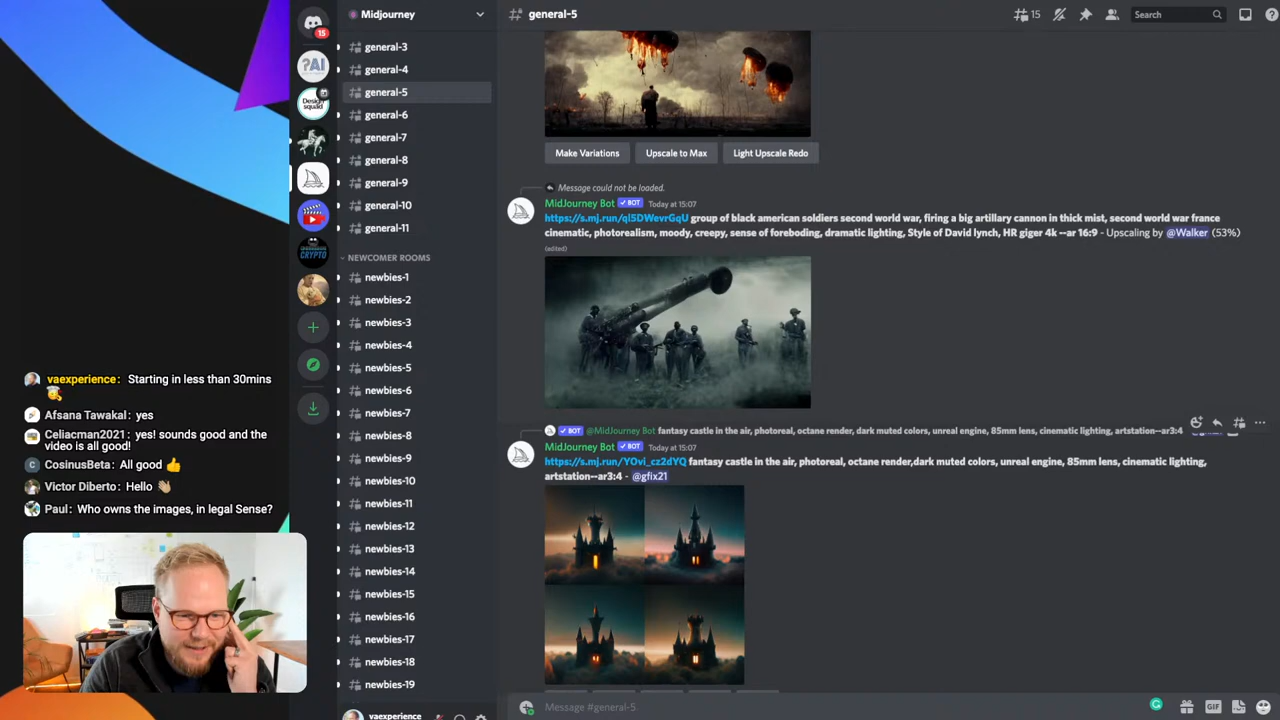 15
PAI
Design
squad
CRYPTO
Midjourney
general-3
general-4
general-5
general-6
general-7
general-8
general-9
general-10
general-11
NEWCOMER ROOMS
newbies-1
newbies-2
newbies-3
newbies-4
newbies-5
newbies-6
newbies-7
newbies-8
newbies-9
newbies-10
newbies-11
newbies-12
newbies-13
newbies-14
newbies-15
newbies-16
newbies-17
newbies-18
newbies-19
vaexperience
general-5
15
Search
Make Variations
Upscale to Max
Light Upscale Redo
Message could not be loaded.
MidJourney Bot BOT Today at 15:07
https://s.mj.run/ql5DWevrGqU group of black american soldiers second world war, firing a big artillary cannon in thick mist, second world war france
cinematic, photorealism, moody, creepy, sense of foreboding, dramatic lighting, Style of David lynch, HR giger 4k --ar 16:9 - Upscaling by @Walker (53%)
(edited)
BOT @MidJourney Bot fantasy castle in the air, photoreal, octane render, dark muted colors, unreal engine, 85mm lens, cinematic lighting, artstation--ar3:4
MidJourney Bot BOT Today at 15:07
https://s.mj.run/YOvi_cz2dYQ fantasy castle in the air, photoreal, octane render,dark muted colors, unreal engine, 85mm lens, cinematic lighting,
artstation--ar3:4 - @gfix21
Message #general-5
GIF
vaexperience: Starting in less than 30mins
Afsana Tawakal: yes
Celiacman2021: yes! sounds good and the
video is all good!
C CosinusBeta: All good
Victor Diberto: Hello
Paul: Who owns the images, in legal Sense?